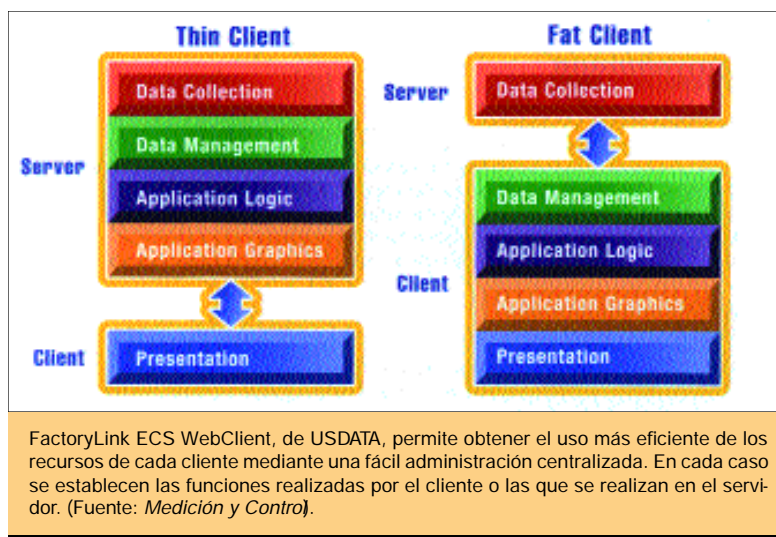 Thin Client
Data Collection
Data Management
Application Logic
Application Graphics
Server
Presentation
Client
Fat Client
Server
Data Collection
Data Management
Application Logic
Application Graphics
Presentation
Client
FactoryLink ECS WebClient, de USDATA, permite obtener el uso más eficiente de los
recursos de cada cliente mediante una fácil administración centralizada. En cada caso
se establecen las funciones realizadas por el cliente o las que se realizan en el servi-
dor. (Fuente: Medición y Control).